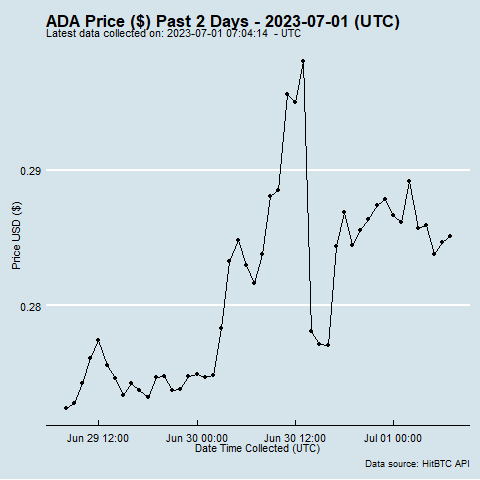 ADA Price ($) Past 2 Days - 2023-07-01 (UTC)
Latest data collected on: 2023-07-01 07:04:14  - UTC
0.29
Price USD ($)
0.28
Jun 29 12:00
Jun 30 00:00
Jun 30 12:00
Jul 01 00:00
Date Time Collected (UTC)
Data source: HitBTC API